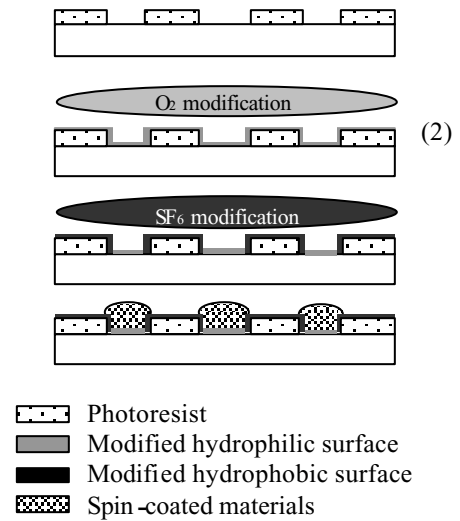 O₂ modification
(2)
SF₆ modification
Photoresist
Modified hydrophilic surface
Modified hydrophobic surface
Spin-coated materials